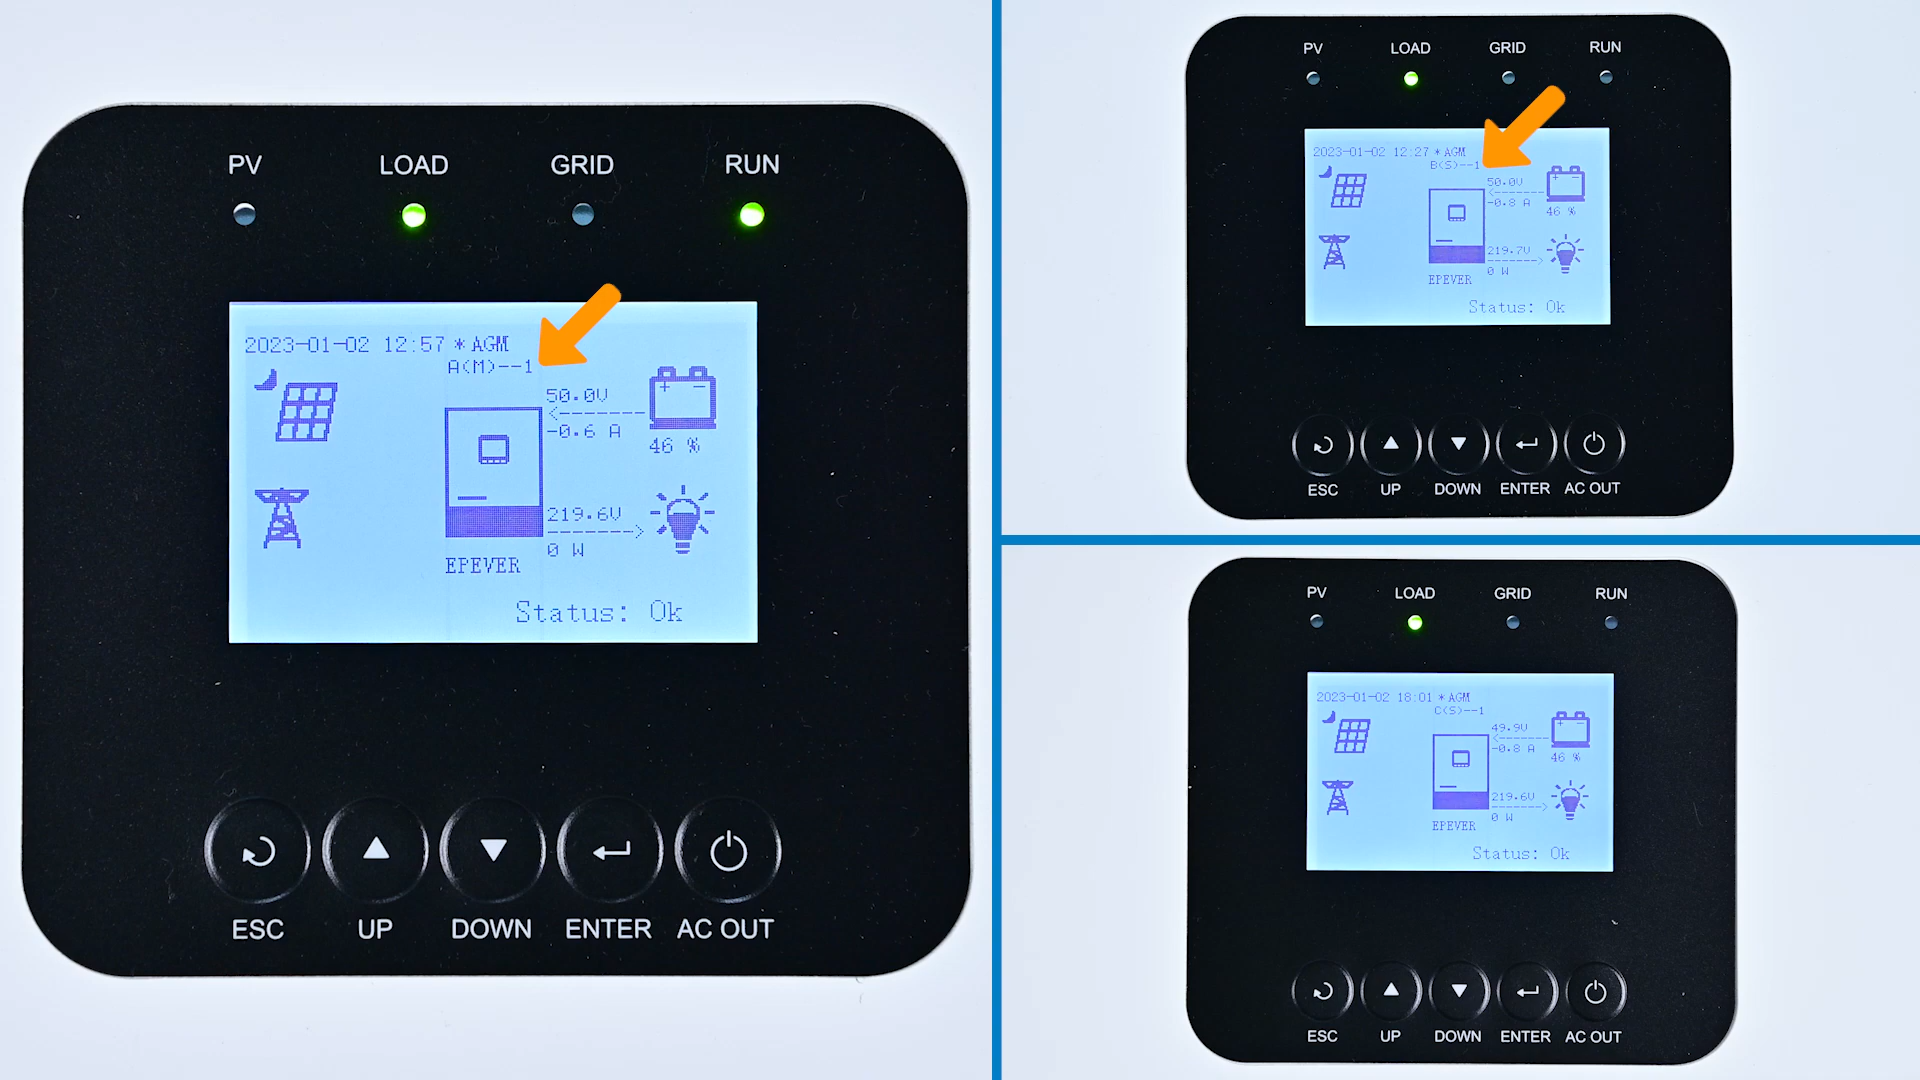 PV LOAD GRID RUN
2023-01-02 12:57 *AGM
A(M)--1
50.0V
-0.6 A
46 %
219.6V
0 W
EPEVER
Status: Ok
ESC UP DOWN ENTER AC OUT
PV LOAD GRID RUN
2023-01-02 12:27 *AGM
B(S)--1
50.0V
-0.8 A
46 %
219.7V
0 W
EPEVER
Status: Ok
ESC UP DOWN ENTER AC OUT
PV LOAD GRID RUN
2023-01-02 18:01 *AGM
C(S)--1
49.9V
-0.8 A
46 %
219.6V
0 W
EPEVER
Status: Ok
ESC UP DOWN ENTER AC OUT